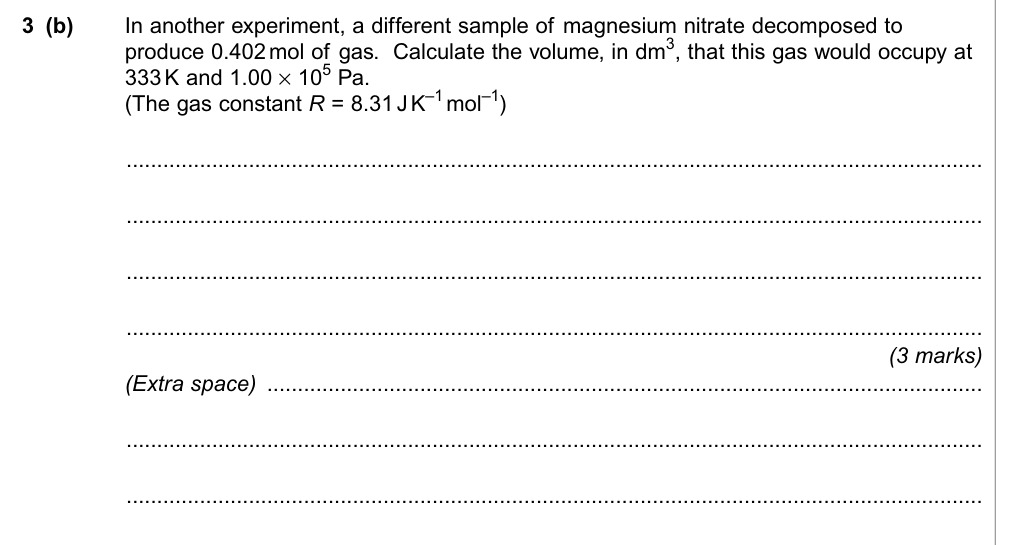 3 (b) In another experiment, a different sample of magnesium nitrate decomposed to
produce 0.402 mol of gas. Calculate the volume, in dm³, that this gas would occupy at
333 K and 1.00 × 10⁵ Pa.
(The gas constant R = 8.31 J K⁻¹ mol⁻¹)
(3 marks)
(Extra space)